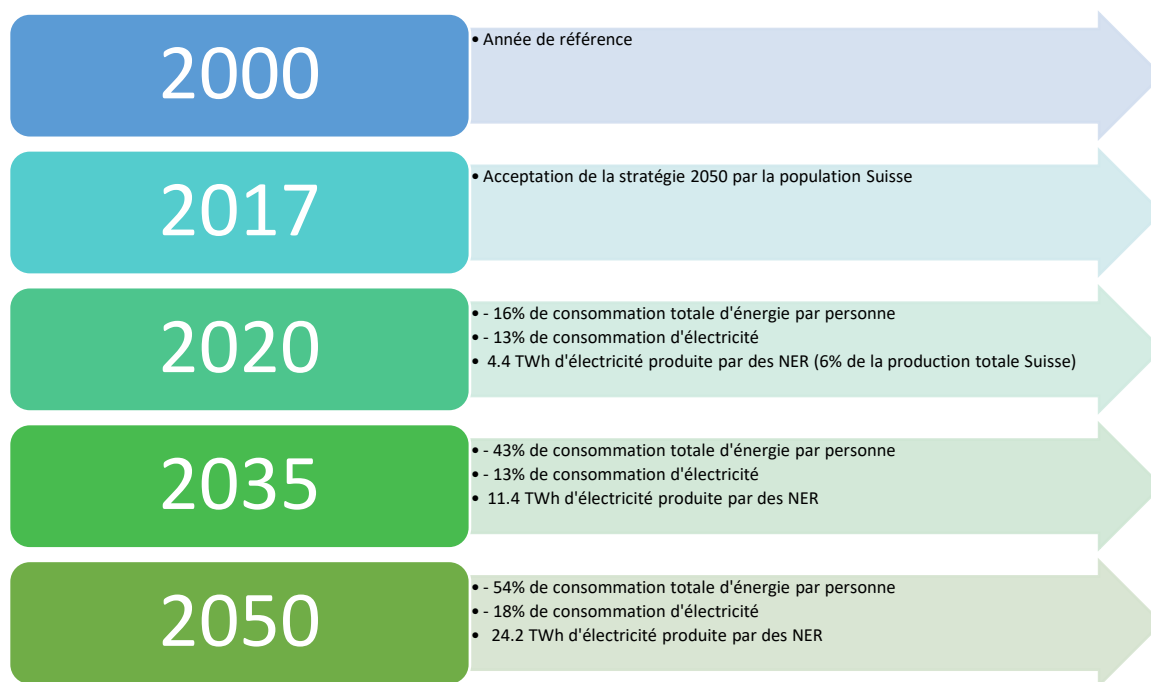 2000
• Année de référence
2017
• Acceptation de la stratégie 2050 par la population Suisse
2020
• - 16% de consommation totale d'énergie par personne
• - 13% de consommation d'électricité
• 4.4 TWh d'électricité produite par des NER (6% de la production totale Suisse)
2035
• - 43% de consommation totale d'énergie par personne
• - 13% de consommation d'électricité
• 11.4 TWh d'électricité produite par des NER
2050
• - 54% de consommation totale d'énergie par personne
• - 18% de consommation d'électricité
• 24.2 TWh d'électricité produite par des NER